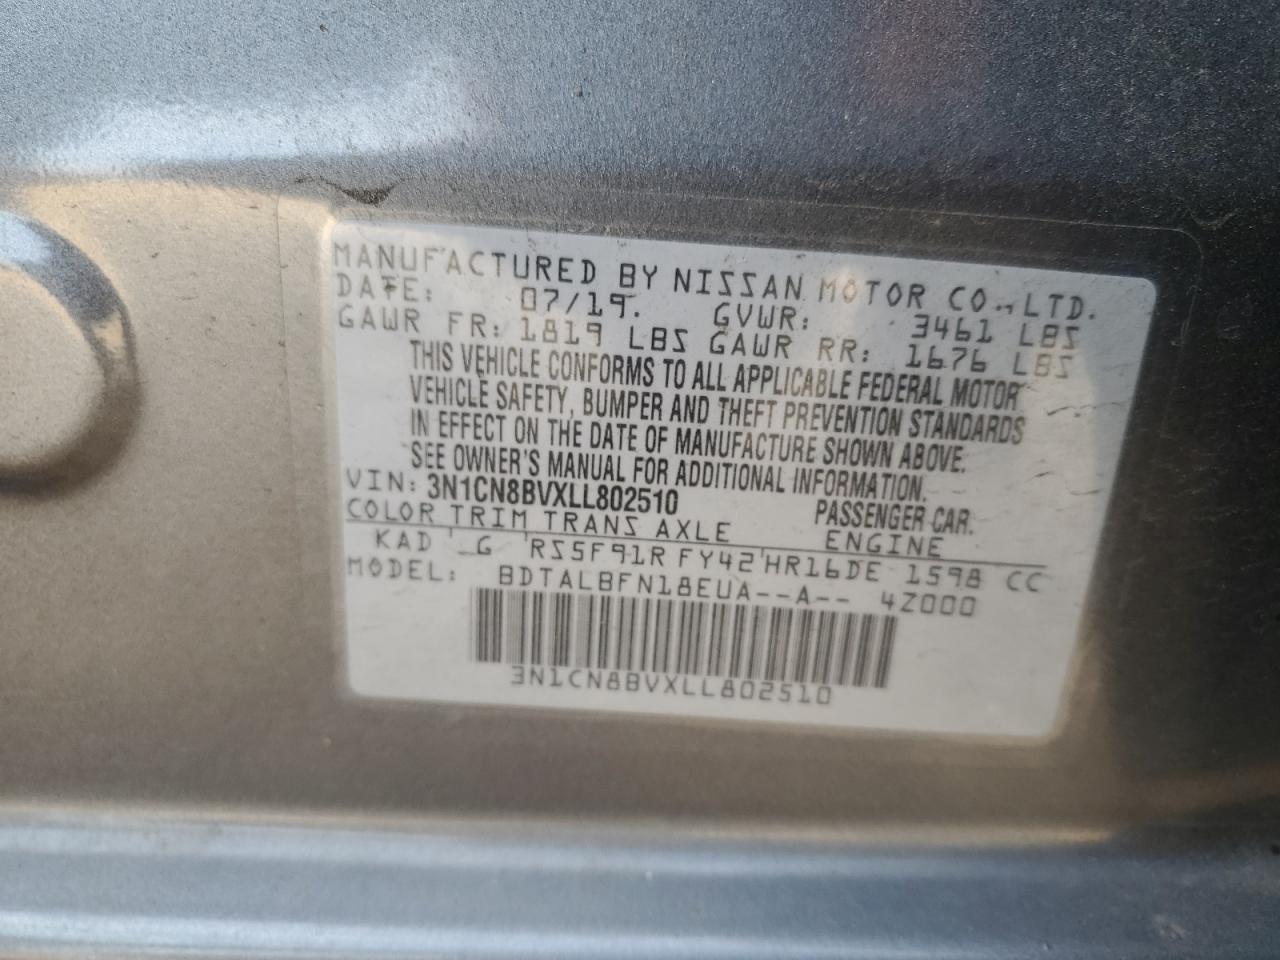 MANUFACTURED BY NISSAN MOTOR CO.,LTD.
DATE: 07/19. GVWR: 3461 LBS
GAWR FR: 1819 LBS GAWR RR: 1676 LBS
THIS VEHICLE CONFORMS TO ALL APPLICABLE FEDERAL MOTOR
VEHICLE SAFETY, BUMPER AND THEFT PREVENTION STANDARDS
IN EFFECT ON THE DATE OF MANUFACTURE SHOWN ABOVE.
SEE OWNER'S MANUAL FOR ADDITIONAL INFORMATION.
VIN: 3N1CN8BVXLL802510 PASSENGER CAR.
COLOR TRIM TRANS AXLE ENGINE
KAD G RS5F91R FY42 HR16DE 1598 CC
MODEL: BDTALBFN18EUA--A-- 4Z000
3N1CN8BVXLL802510